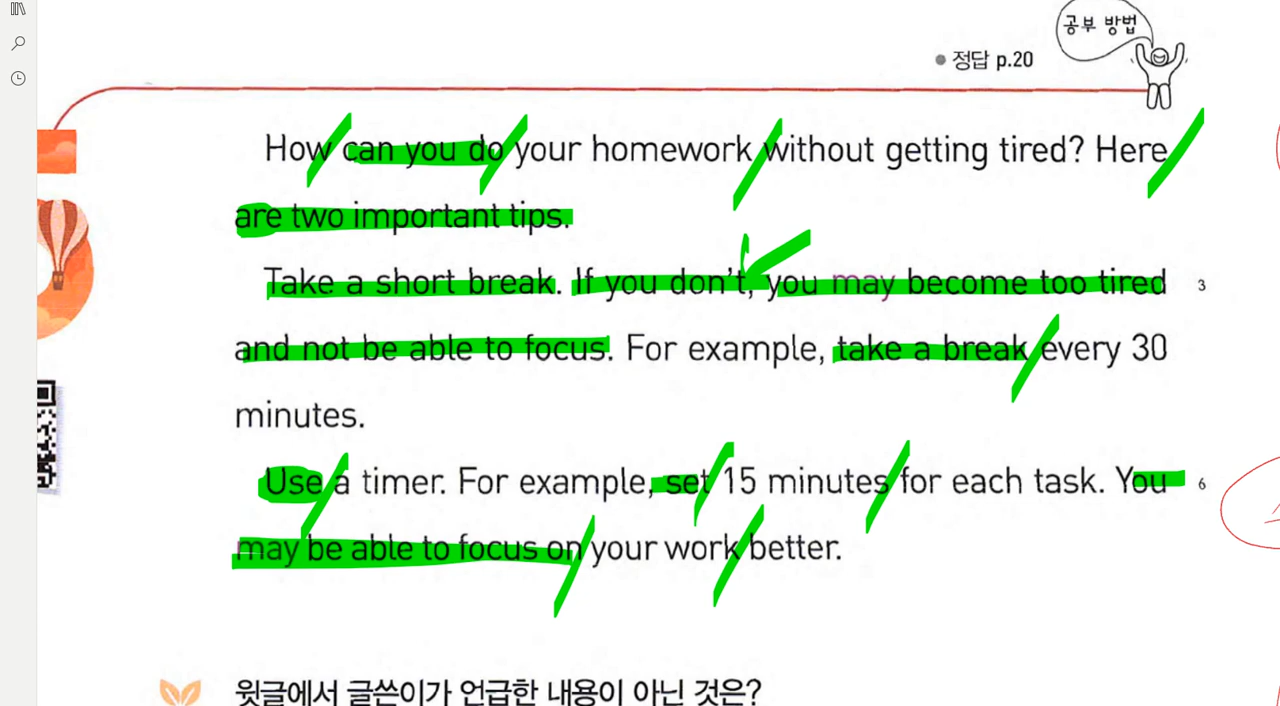 공부 방법
정답 p.20
How can you do your homework without getting tired? Here
are two important tips.
Take a short break. If you don't, you may become too tired
3
and not be able to focus. For example, take a break every 30
minutes.
Use a timer. For example, set 15 minutes for each task. You
6
may be able to focus on your work better.
윗글에서 글쓴이가 언급한 내용이 아닌 것은?